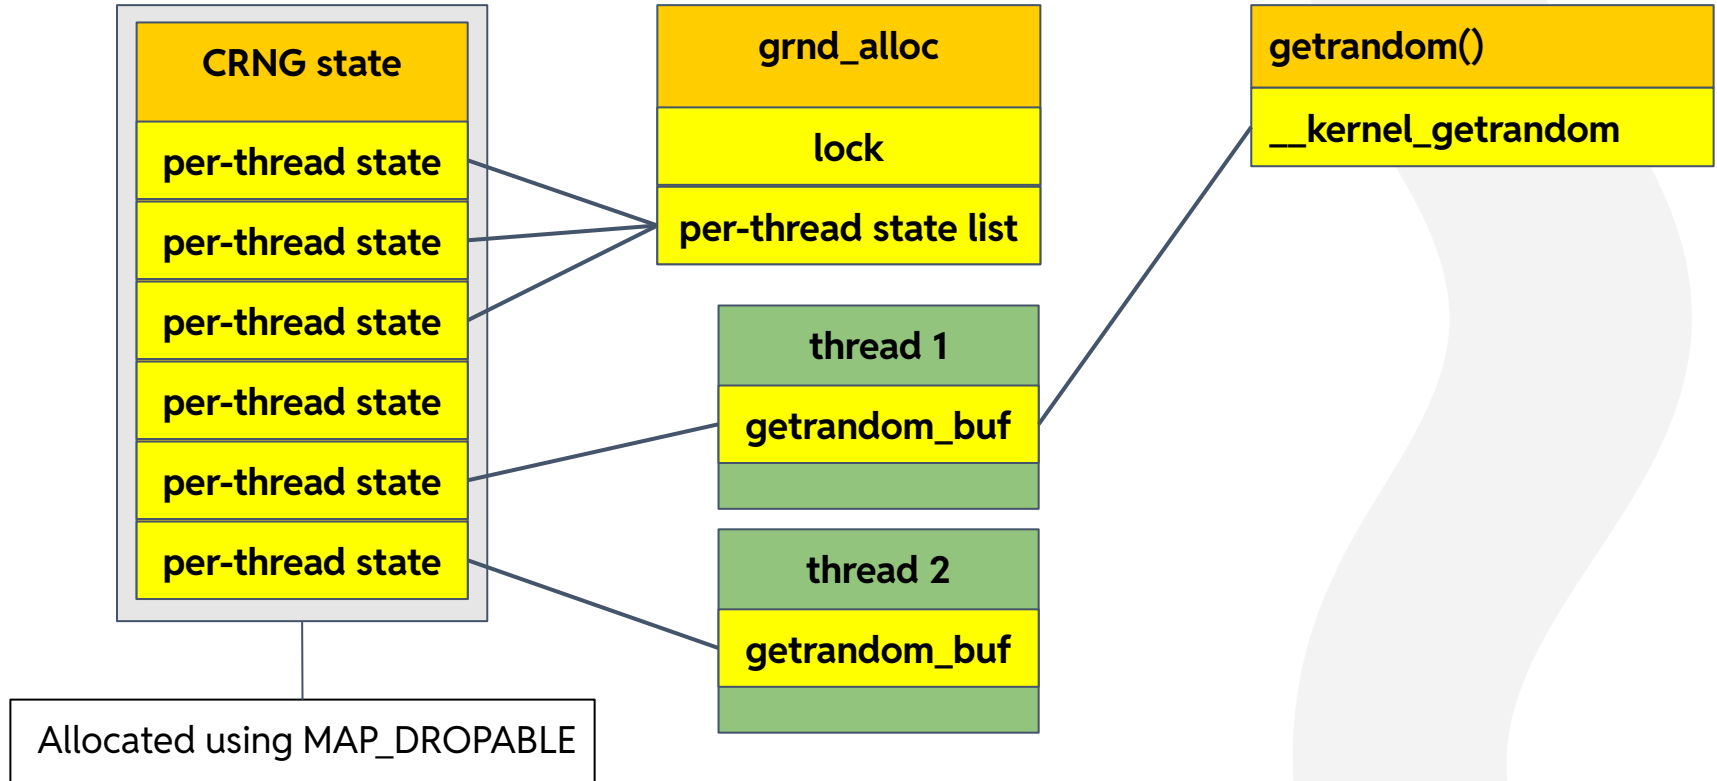 CRNG state
per-thread state
per-thread state
per-thread state
per-thread state
per-thread state
per-thread state
Allocated using MAP_DROPABLE
grnd_alloc
lock
per-thread state list
thread 1
getrandom_buf
thread 2
getrandom_buf
getrandom()
__kernel_getrandom